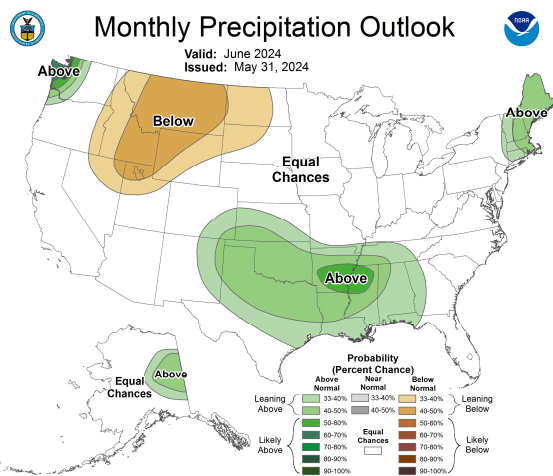 Monthly Precipitation Outlook
NOAA
Valid: June 2024
Issued: May 31, 2024
Above
Below
Above
Equal
Chances
Above
Above
Equal
Chances
Probability
(Percent Chance)
Above
Normal
Near
Normal
Below
Normal
Leaning
Above
33-40%
40-50%
33-40%
40-50%
33-40%
40-50%
Leaning
Below
Likely
Above
50-60%
60-70%
70-80%
80-90%
90-100%
Equal
Chances
50-60%
60-70%
70-80%
80-90%
90-100%
Likely
Below